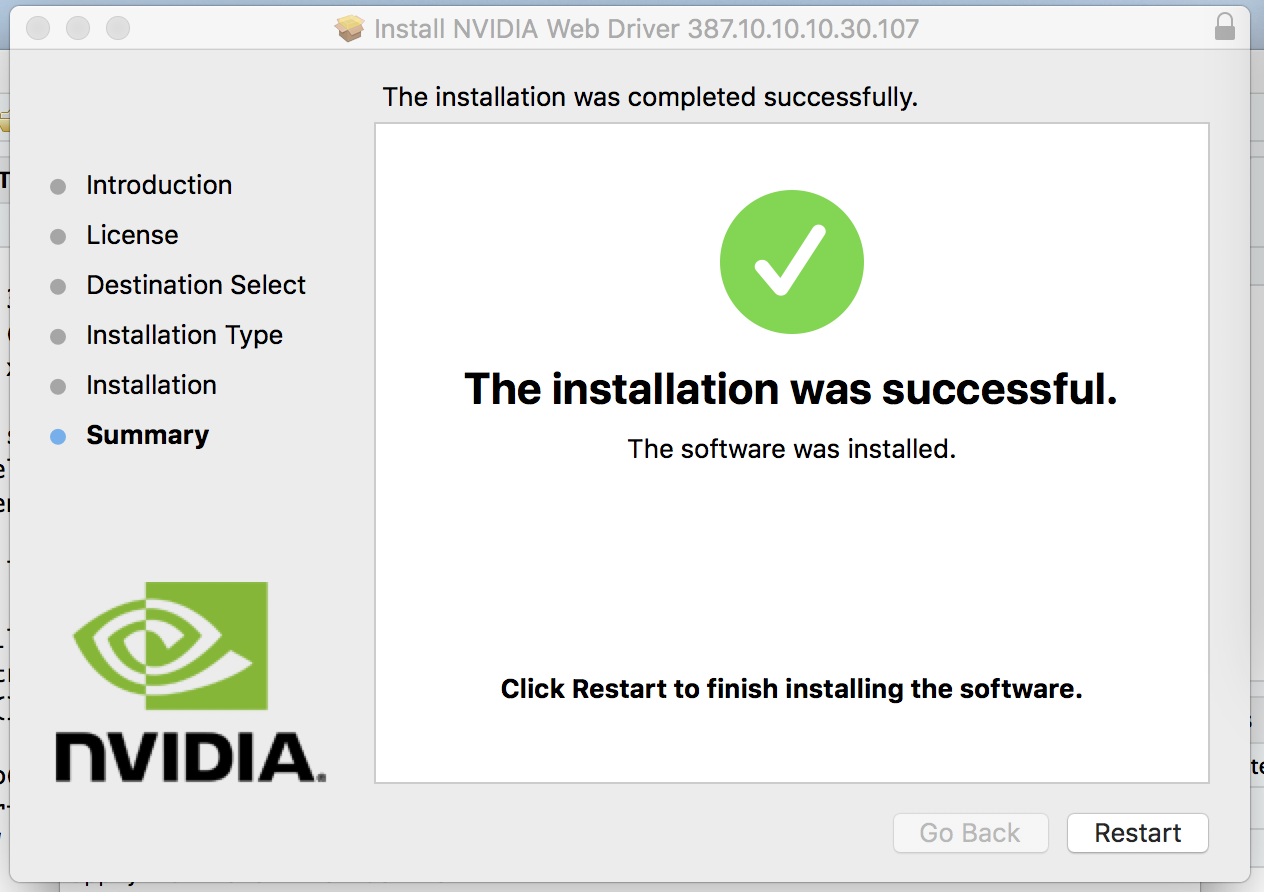 Install NVIDIA Web Driver 387.10.10.10.30.107
The installation was completed successfully.
Introduction
License
Destination Select
Installation Type
Installation
Summary
The installation was successful.
The software was installed.
Click Restart to finish installing the software.
NVIDIA.
Go Back
Restart